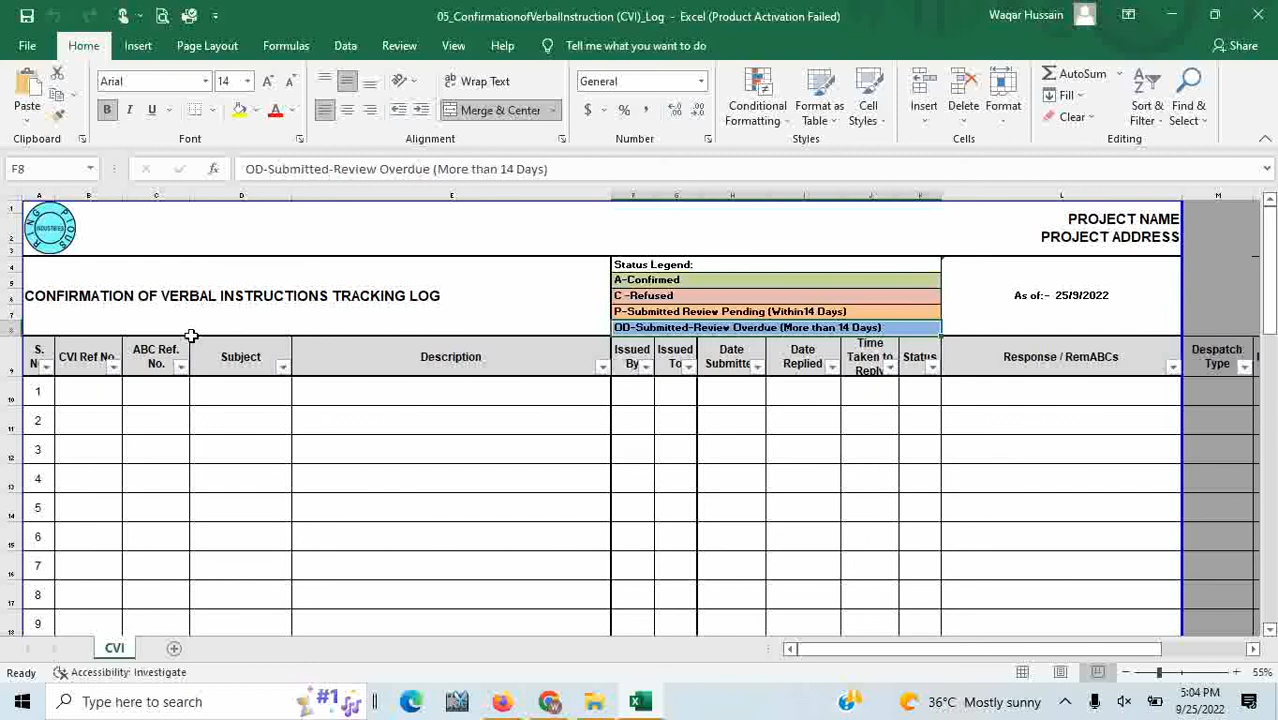 05_ConfirmationofVerbalInstruction (CVI)_Log - Excel (Product Activation Failed)
Waqar Hussain
File Home Insert Page Layout Formulas Data Review View Help Tell me what you want to do Share
Paste
Arial 14
Wrap Text
Merge & Center
General
Conditional Formatting
Format as Table
Cell Styles
Insert
Delete
Format
AutoSum
Fill
Clear
Sort & Filter
Find & Select
Clipboard Font Alignment Number Styles Cells Editing
F8 OD-Submitted-Review Overdue (More than 14 Days)
A B C D E F G H I L M
PIOUS RING
INDUSTRIES
PROJECT NAME
PROJECT ADDRESS
CONFIRMATION OF VERBAL INSTRUCTIONS TRACKING LOG
Status Legend:
A-Confirmed
C -Refused
P-Submitted Review Pending (Within14 Days)
OD-Submitted-Review Overdue (More than 14 Days)
As of:- 25/9/2022
S. N
CVI Ref No.
ABC Ref. No.
Subject
Description
Issued By
Issued To
Date Submitte
Date Replied
Time Taken to Reply
Status
Response / RemABCs
Despatch Type
1
2
3
4
5
6
7
8
9
CVI
Ready
Accessibility: Investigate
55%
Type here to search
#1
36°C Mostly sunny
5:04 PM
9/25/2022